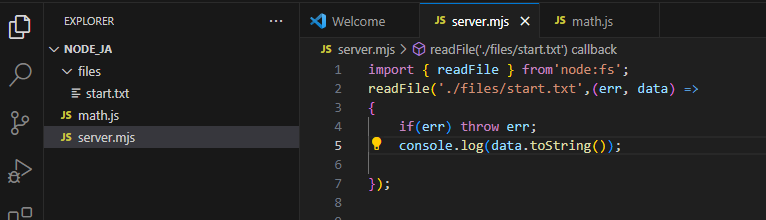 EXPLORER
...
NODE_JA
files
start.txt
JS math.js
JS server.mjs
Welcome
JS server.mjs
JS math.js
JS server.mjs > readFile('./files/start.txt') callback
1 import { readFile } from'node:fs';
2 readFile('./files/start.txt',(err, data) =>
3 {
4 if(err) throw err;
5 console.log(data.toString());
6
7 });
8